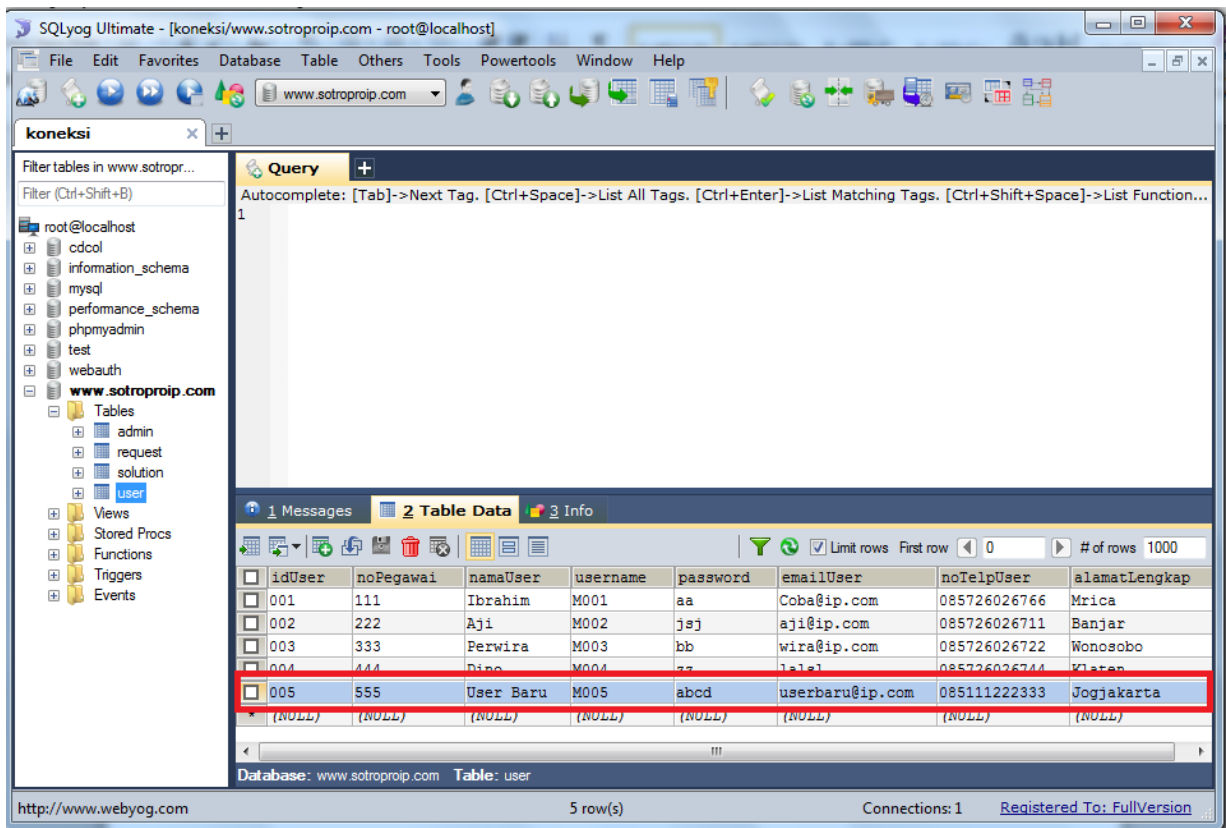 SQLyog Ultimate - [koneksi/www.sotroproip.com - root@localhost]
File Edit Favorites Database Table Others Tools Powertools Window Help
www.sotroproip.com
koneksi
Filter tables in www.sotropr...
Filter (Ctrl+Shift+B)
root@localhost
cdcol
information_schema
mysql
performance_schema
phpmyadmin
test
webauth
www.sotroproip.com
Tables
admin
request
solution
user
Views
Stored Procs
Functions
Triggers
Events
Query
Autocomplete: [Tab]->Next Tag. [Ctrl+Space]->List All Tags. [Ctrl+Enter]->List Matching Tags. [Ctrl+Shift+Space]->List Function...
1
1 Messages 2 Table Data 3 Info
Limit rows First row 0 # of rows 1000
idUser noPegawai namaUser username password emailUser noTelpUser alamatLengkap
001 111 Ibrahim M001 aa Coba@ip.com 085726026766 Mrica
002 222 Aji M002 jsj aji@ip.com 085726026711 Banjar
003 333 Perwira M003 bb wira@ip.com 085726026722 Wonosobo
004 444 Dino M004 zz 085726026744 Klaten
005 555 User Baru M005 abcd userbaru@ip.com 085111222333 Jogjakarta
* (NULL) (NULL) (NULL) (NULL) (NULL) (NULL) (NULL) (NULL)
Database: www.sotroproip.com Table: user
http://www.webyog.com 5 row(s) Connections: 1 Registered To: FullVersion